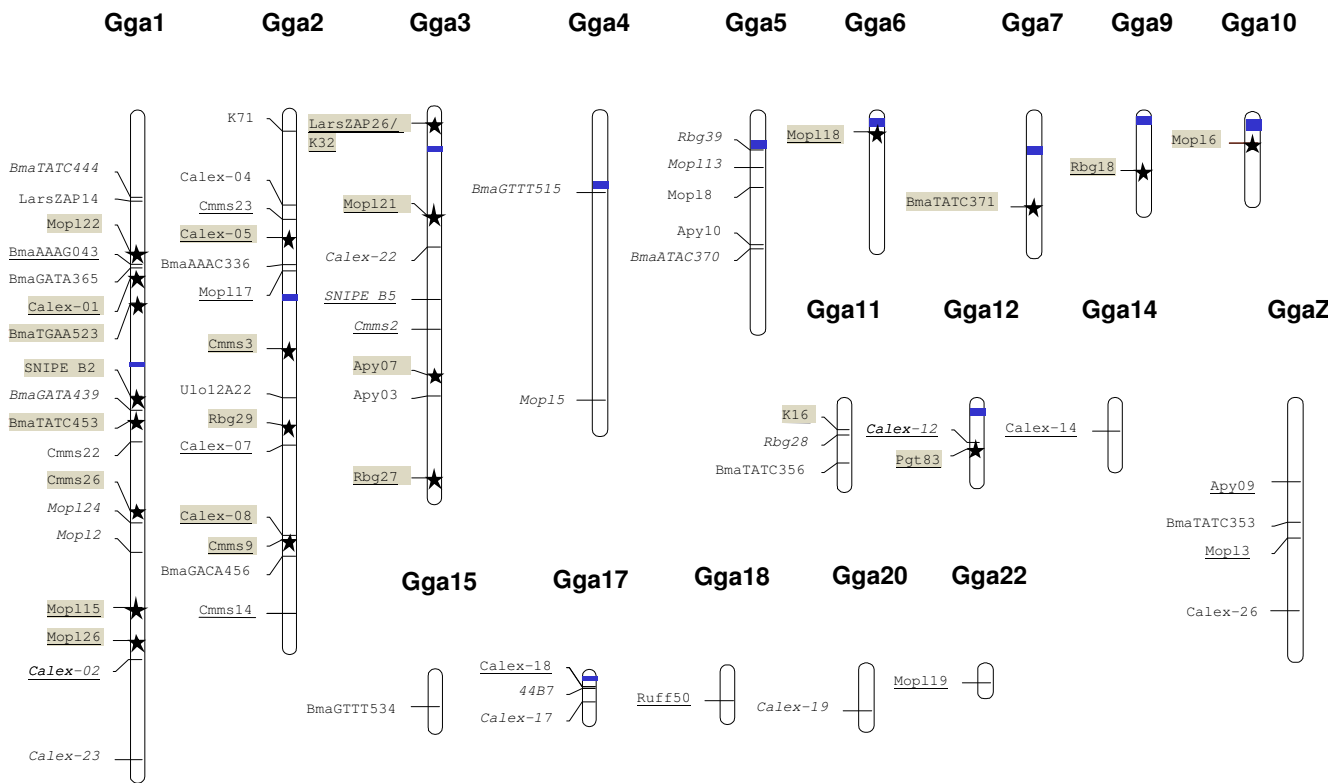 Gga1
BmaTATC444
LarsZAP14
Mopl22
BmaAAAG043
BmaGATA365
Calex-01
BmaTGAA523
SNIPE B2
BmaGATA439
BmaTATC453
Cmms22
Cmms26
Mopl24
Mopl2
Mopl15
Mopl26
Calex-02
Calex-23
Gga2
K71
Calex-04
Cmms23
Calex-05
BmaAAAC336
Mopl17
Cmms3
Ulo12A22
Rbg29
Calex-07
Calex-08
Cmms9
BmaGACA456
Cmms14
Gga3
LarsZAP26/
K32
Mopl21
Calex-22
SNIPE B5
Cmms2
Apy07
Apy03
Rbg27
Gga4
BmaGTTT515
Mopl5
Gga5
Rbg39
Mopl13
Mopl8
Apy10
BmaATAC370
Gga6
Mopl18
Gga7
BmaTATC371
Gga9
Rbg18
Gga10
Mopl6
Gga11
K16
Rbg28
BmaTATC356
Gga12
Calex-12
Pgt83
Gga14
Calex-14
GgaZ
Apy09
BmaTATC353
Mopl3
Calex-26
Gga15
BmaGTTT534
Gga17
Calex-18
44B7
Calex-17
Gga18
Ruff50
Gga20
Calex-19
Gga22
Mopl19